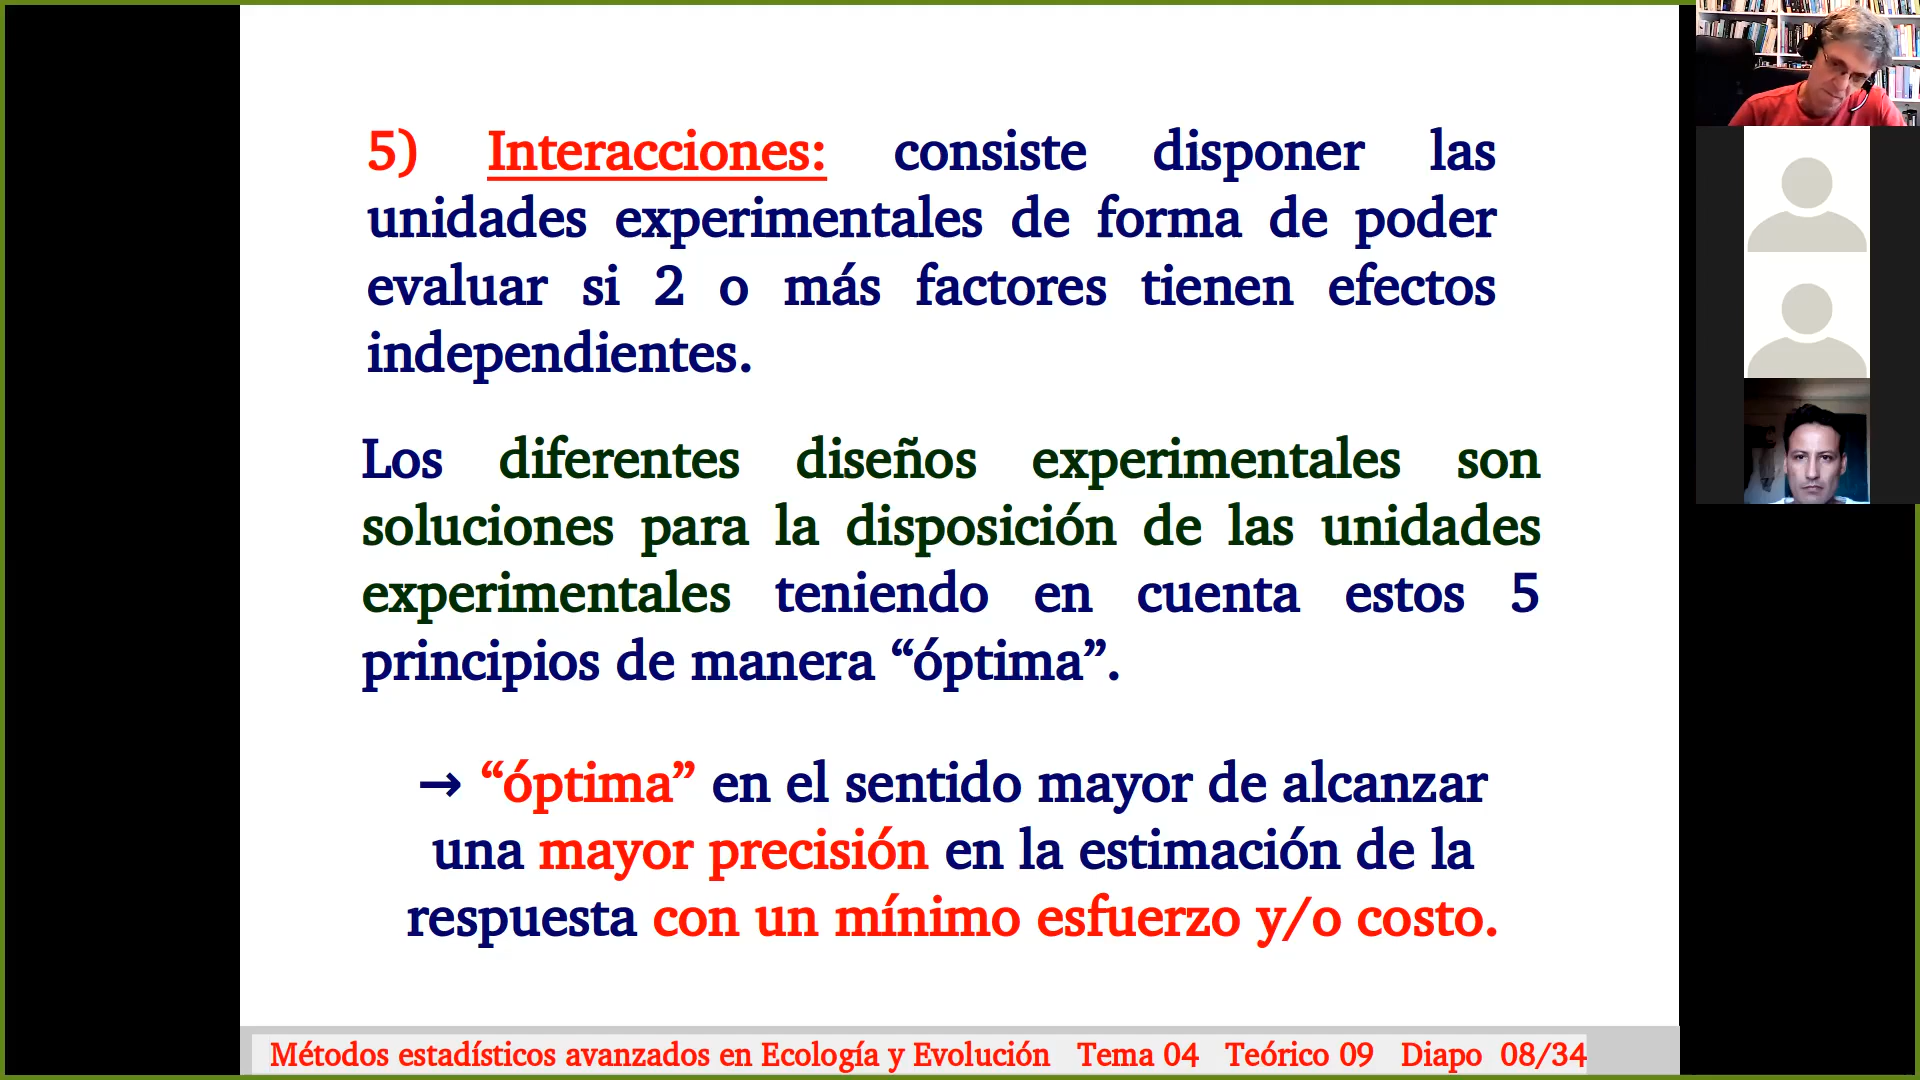 5) Interacciones: consiste disponer las
unidades experimentales de forma de poder
evaluar si 2 o más factores tienen efectos
independientes.
Los diferentes diseños experimentales son
soluciones para la disposición de las unidades
experimentales teniendo en cuenta estos 5
principios de manera “óptima”.
→ “óptima” en el sentido mayor de alcanzar
una mayor precisión en la estimación de la
respuesta con un mínimo esfuerzo y/o costo.
Métodos estadísticos avanzados en Ecología y Evolución Tema 04 Teórico 09 Diapo 08/34